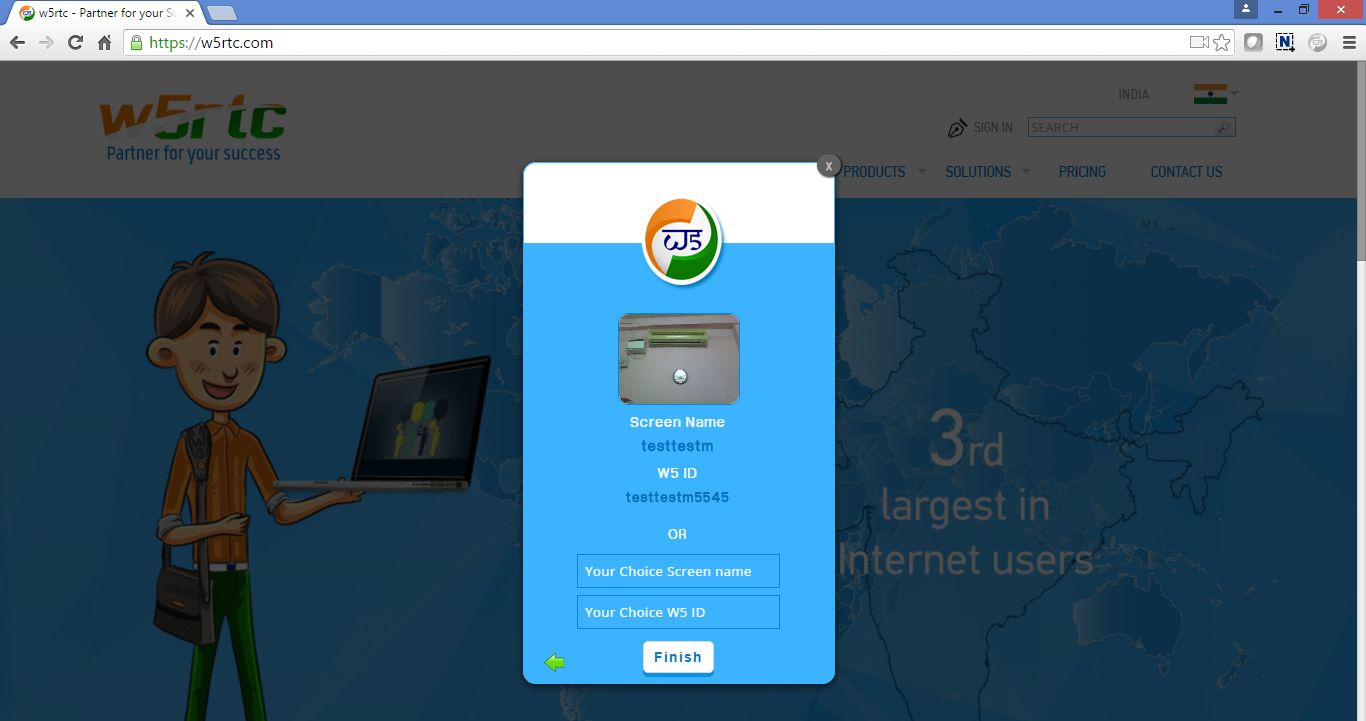 w5rtc - Partner for your Su
https://w5rtc.com
w5rtc
Partner for your success
INDIA
SIGN IN
SEARCH
PRODUCTS
SOLUTIONS
PRICING
CONTACT US
x
W5
Screen Name
testtestm
W5 ID
testtestm5545
OR
Your Choice Screen name
Your Choice W5 ID
Finish
3rd
largest in
Internet users